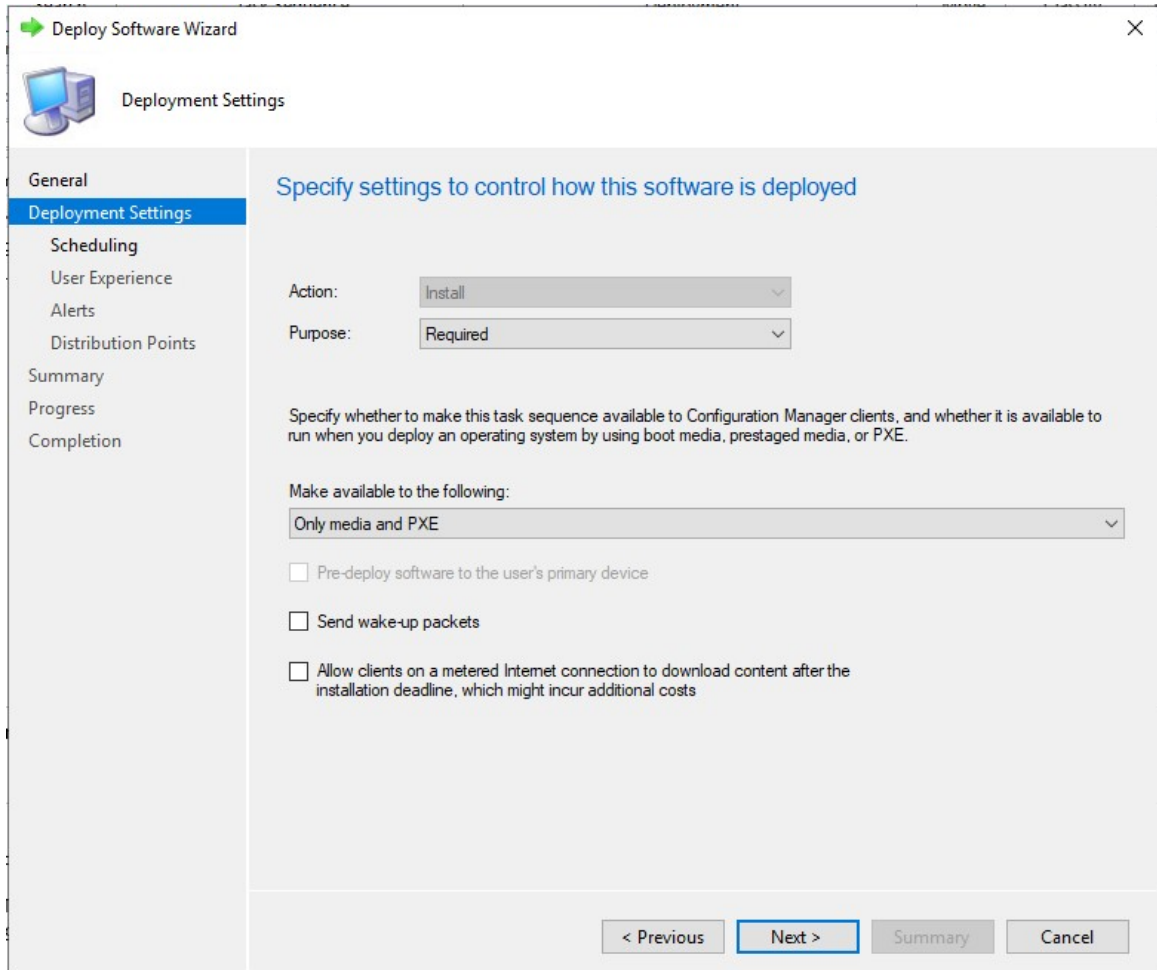 Deploy Software Wizard
Deployment Settings
General
Deployment Settings
Scheduling
User Experience
Alerts
Distribution Points
Summary
Progress
Completion
Specify settings to control how this software is deployed
Action: Install
Purpose: Required
Specify whether to make this task sequence available to Configuration Manager clients, and whether it is available to
run when you deploy an operating system by using boot media, prestaged media, or PXE.
Make available to the following:
Only media and PXE
Pre-deploy software to the user's primary device
Send wake-up packets
Allow clients on a metered Internet connection to download content after the
installation deadline, which might incur additional costs
< Previous Next > Summary Cancel